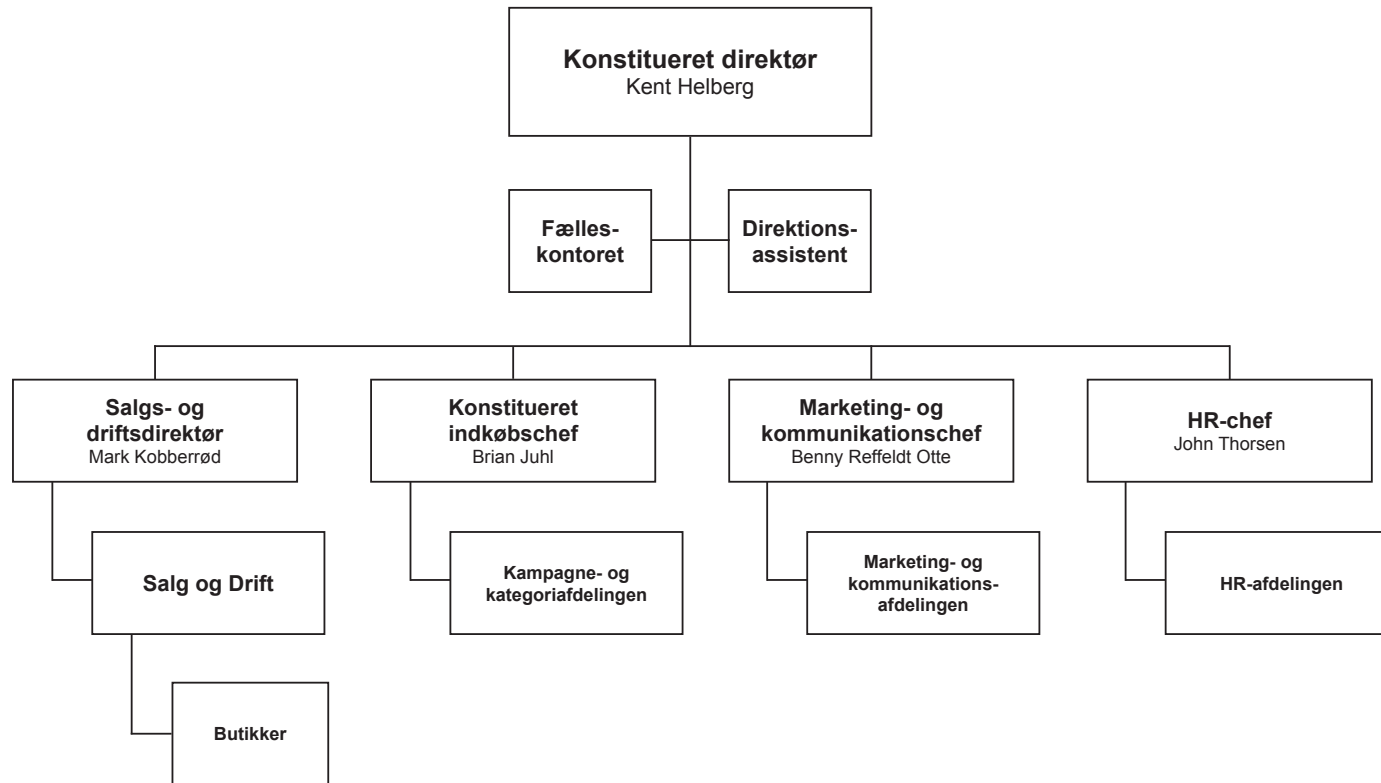 Konstitueret direktør
Kent Helberg
Fælles-
kontoret
Direktions-
assistent
Salgs- og
driftsdirektør
Mark Kobberrød
Konstitueret
indkøbschef
Brian Juhl
Marketing- og
kommunikationschef
Benny Reffeldt Otte
HR-chef
John Thorsen
Salg og Drift
Kampagne- og
kategoriafdelingen
Marketing- og
kommunikations-
afdelingen
HR-afdelingen
Butikker